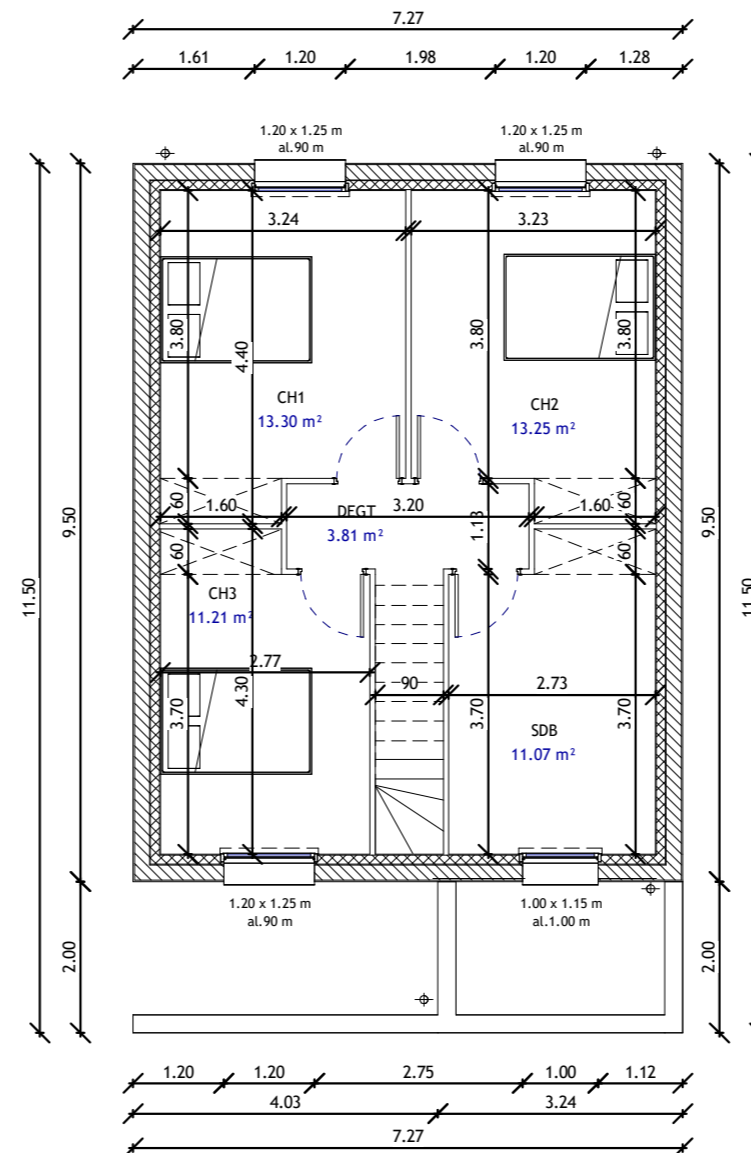 7.27
1.61 1.20 1.98 1.20 1.28
1.20 x 1.25 m
al.90 m
1.20 x 1.25 m
al.90 m
3.24 3.23
3.80
4.40
3.80
3.80
CH1
13.30 m²
CH2
13.25 m²
60
1.60
DEGT
3.81 m²
3.20
1.13
1.60
60
60
60
9.50
11.50
9.50
11.50
CH3
11.21 m²
2.77
90
2.73
3.70
4.30
3.70
3.70
SDB
11.07 m²
1.20 x 1.25 m
al.90 m
1.00 x 1.15 m
al.1.00 m
2.00
2.00
1.20 1.20 2.75 1.00 1.12
4.03 3.24
7.27